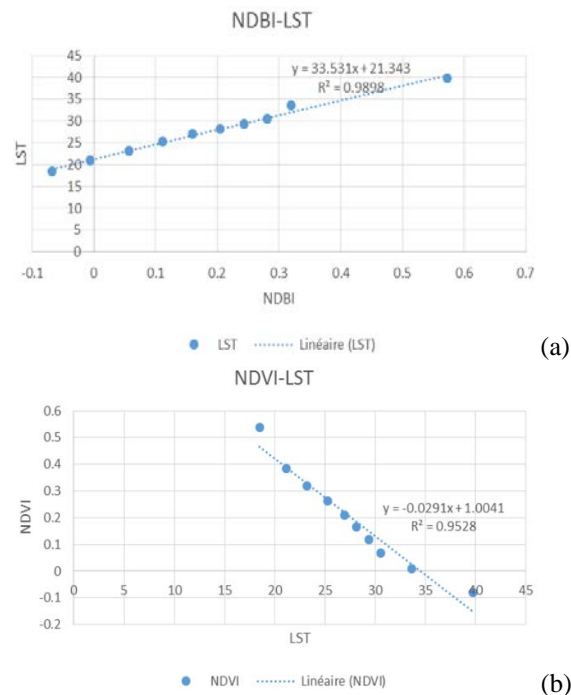 NDBI-LST
45
40
35
30
25
20
15
10
5
0
y = 33.531x + 21.343
R² = 0.9898
LST
-0.1 0 0.1 0.2 0.3 0.4 0.5 0.6 0.7
NDBI
LST Linéaire (LST)
(a)
NDVI-LST
0.6
0.5
0.4
0.3
0.2
0.1
0
-0.1
-0.2
y = -0.0291x + 1.0041
R² = 0.9528
NDVI
0 5 10 15 20 25 30 35 40 45
LST
NDVI Linéaire (NDVI)
(b)